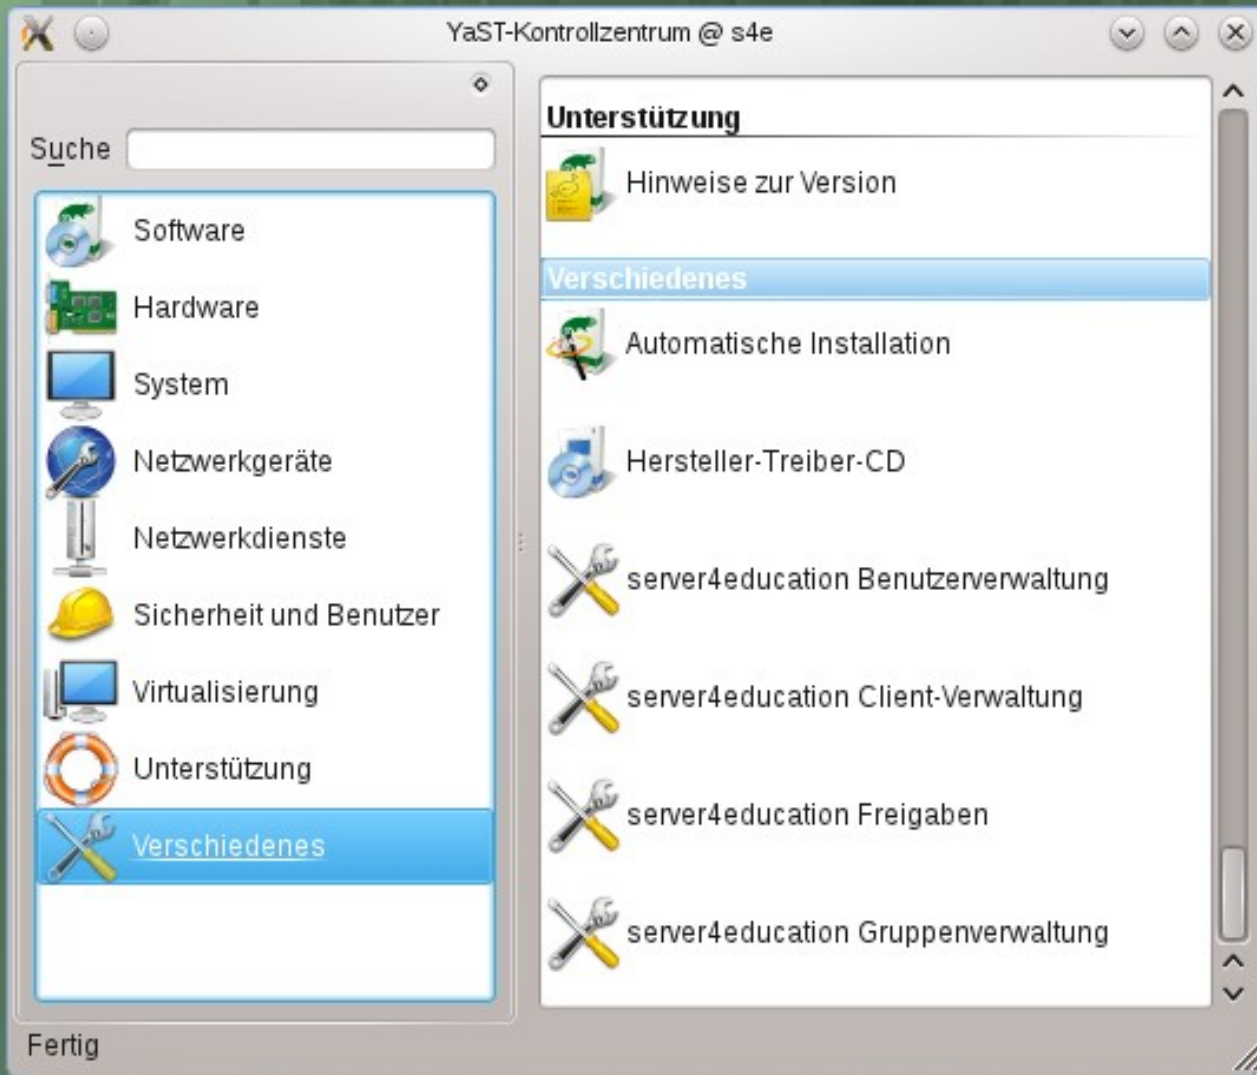 YaST-Kontrollzentrum @ s4e
Suche
Software
Hardware
System
Netzwerkgeräte
Netzwerkdienste
Sicherheit und Benutzer
Virtualisierung
Unterstützung
Verschiedenes
Unterstützung
Hinweise zur Version
Verschiedenes
Automatische Installation
Hersteller-Treiber-CD
server4education Benutzerverwaltung
server4education Client-Verwaltung
server4education Freigaben
server4education Gruppenverwaltung
Fertig